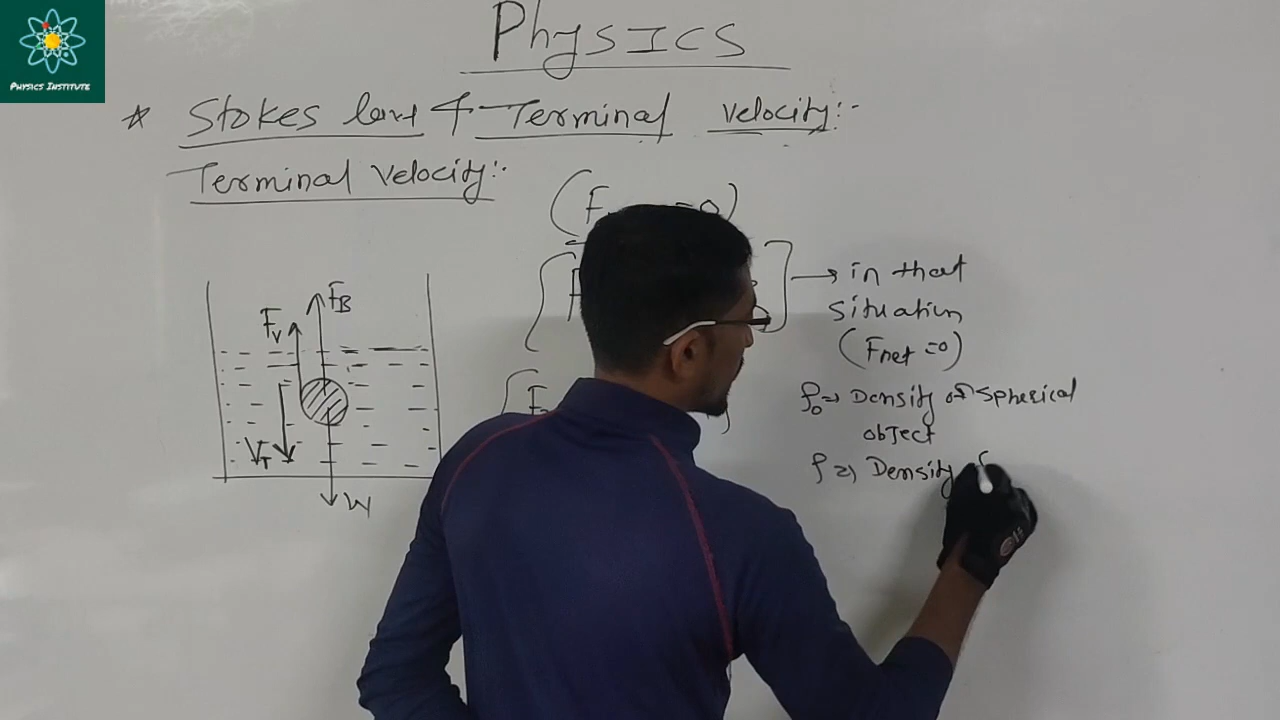 PHYSICS INSTITUTE
PhysICS
* Stokes law & Terminal velocity:-
Terminal velocity:-
(F =0)
→ in that
situation
(Fnet =0)
ρ₀ ⇒ Density of spherical
object
ρ ⇒ Density
FB
Fv
VT
W